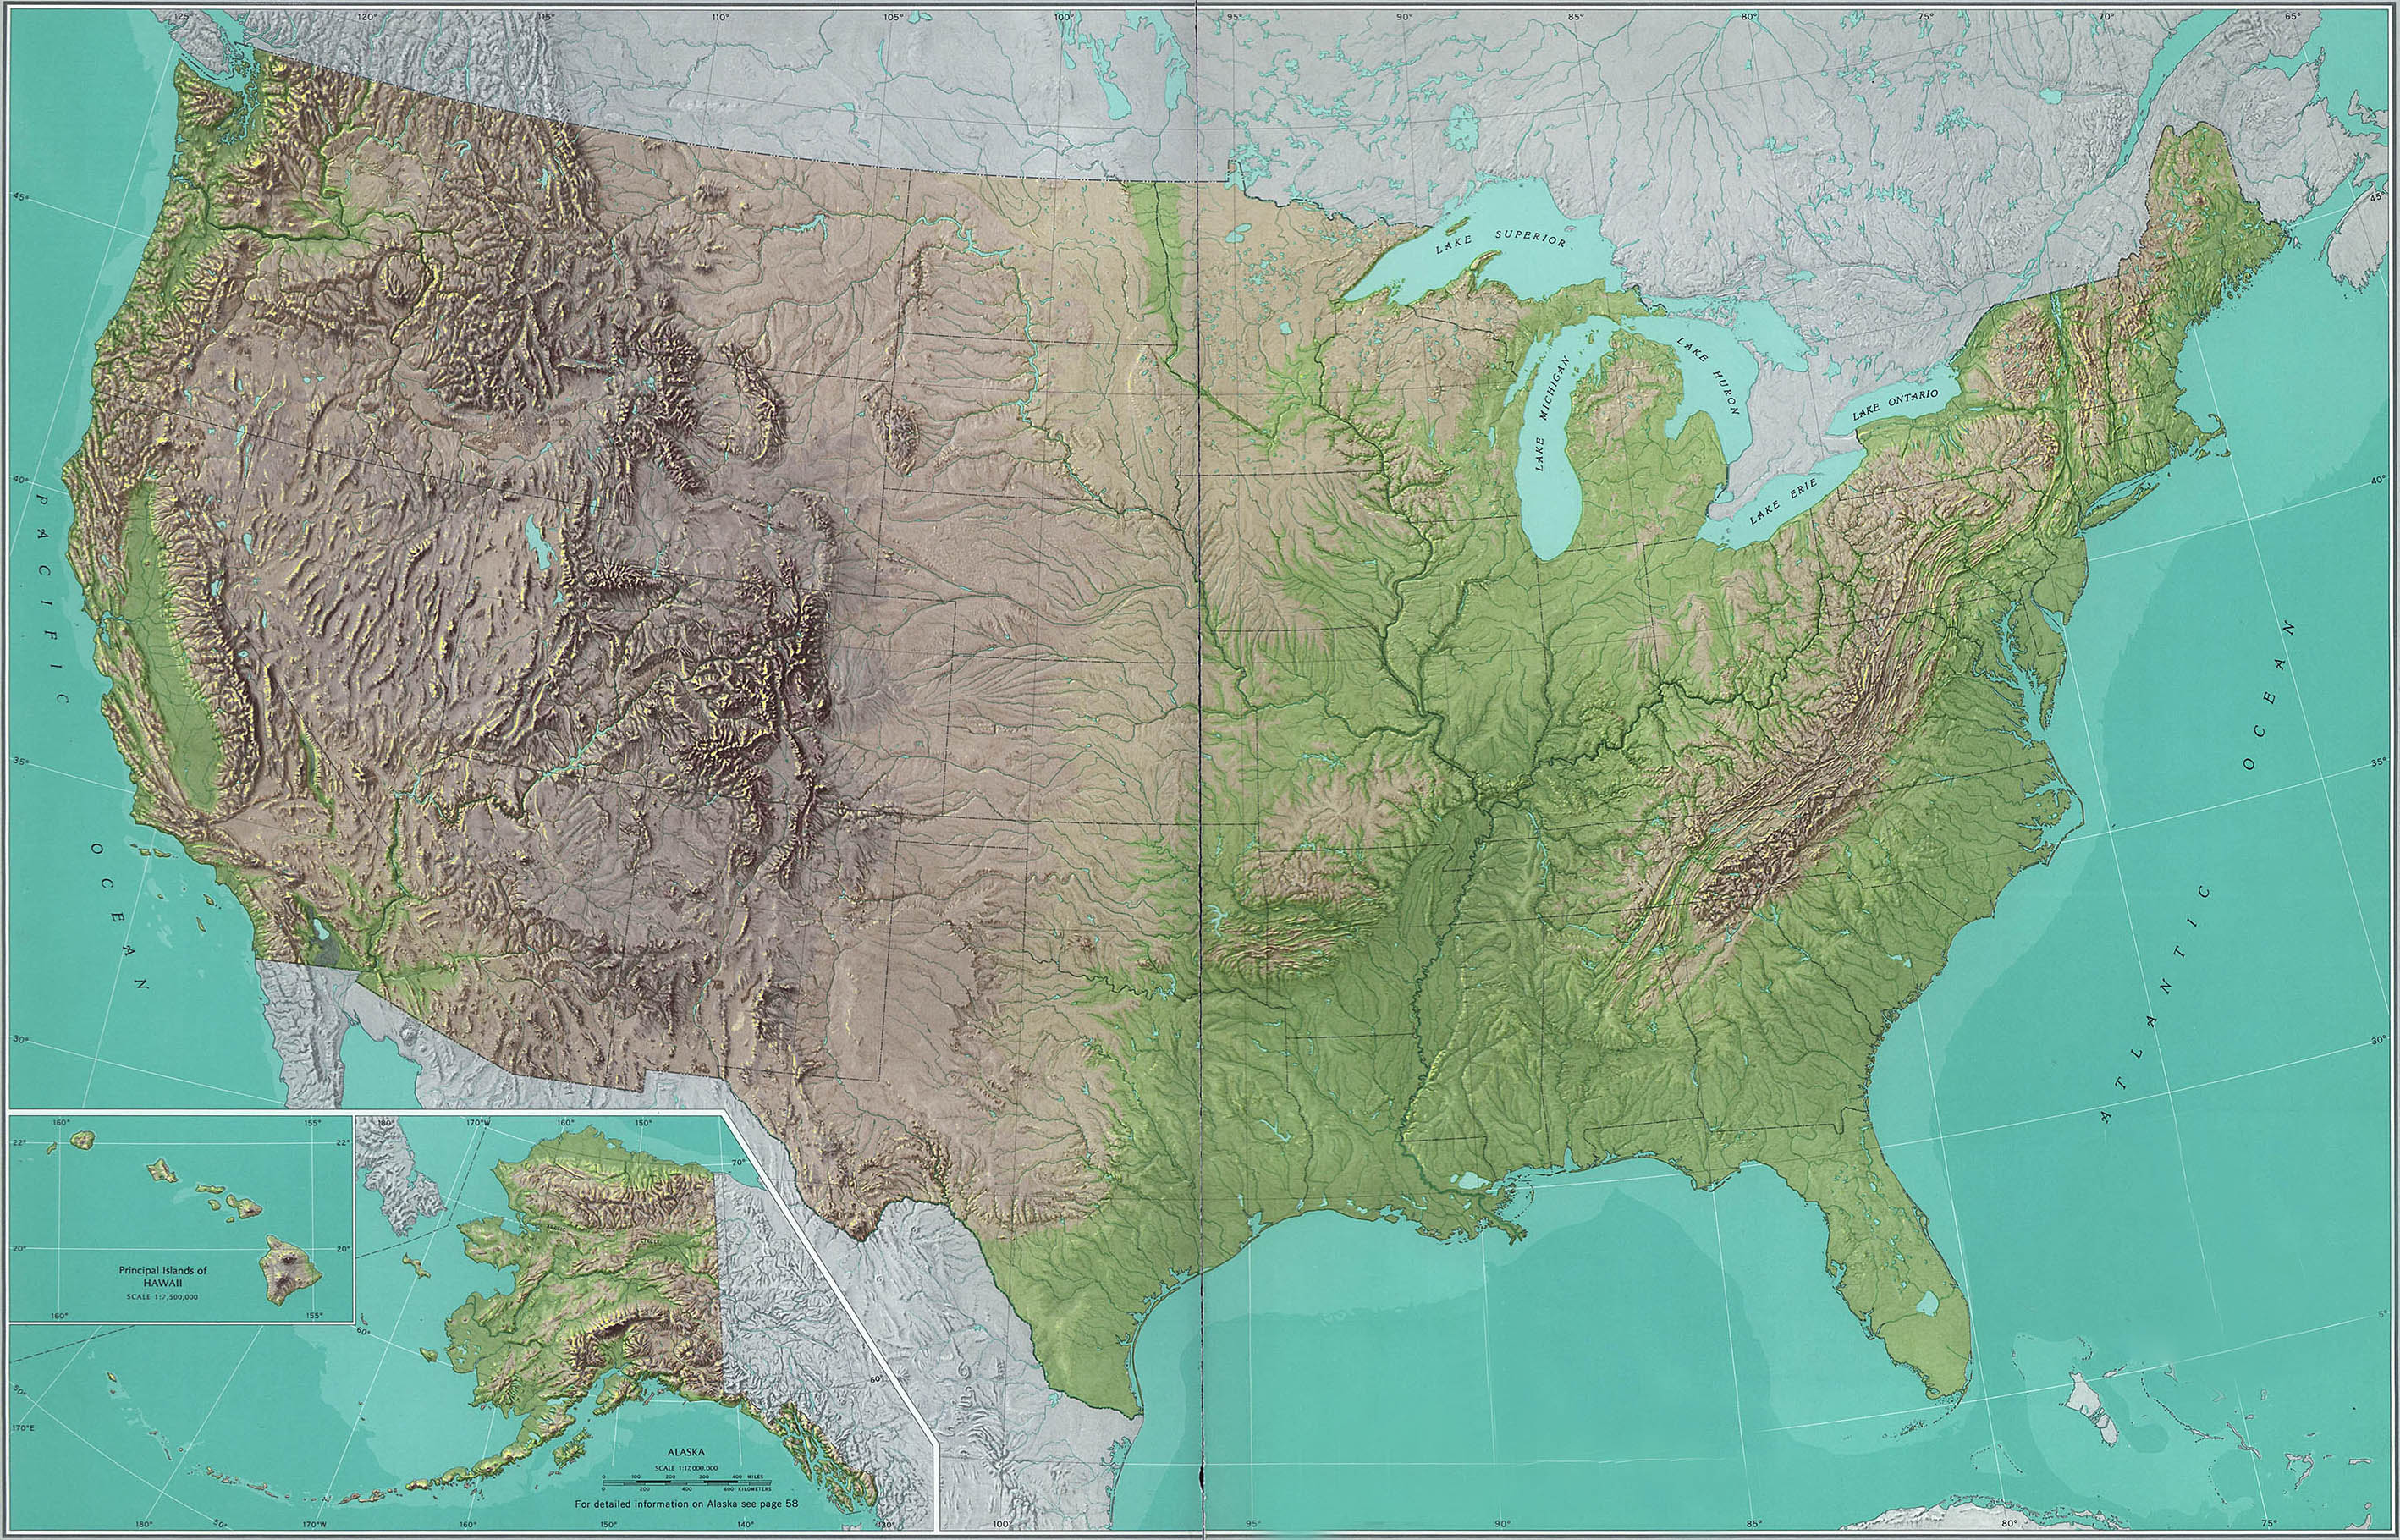 125°
120°
115°
110°
105°
100°
95°
90°
85°
80°
75°
70°
65°
45°
45°
LAKE SUPERIOR
LAKE MICHIGAN
LAKE HURON
LAKE ONTARIO
LAKE ERIE
40°
40°
PACIFIC
OCEAN
ATLANTIC
OCEAN
35°
35°
30°
30°
160°
155°
22°
22°
20°
20°
Principal Islands of
HAWAII
SCALE 1:7,500,000
160°
155°
180°
170°W
160°
150°
70°
60°
60°
50°
170°E
ALASKA
SCALE 1:17,000,000
0 100 200 300 400 MILES
0 200 400 600 KILOMETERS
For detailed information on Alaska see page 58
180°
50°
170°W
160°
150°
140°
130°
100°
95°
90°
85°
80°
75°
5°